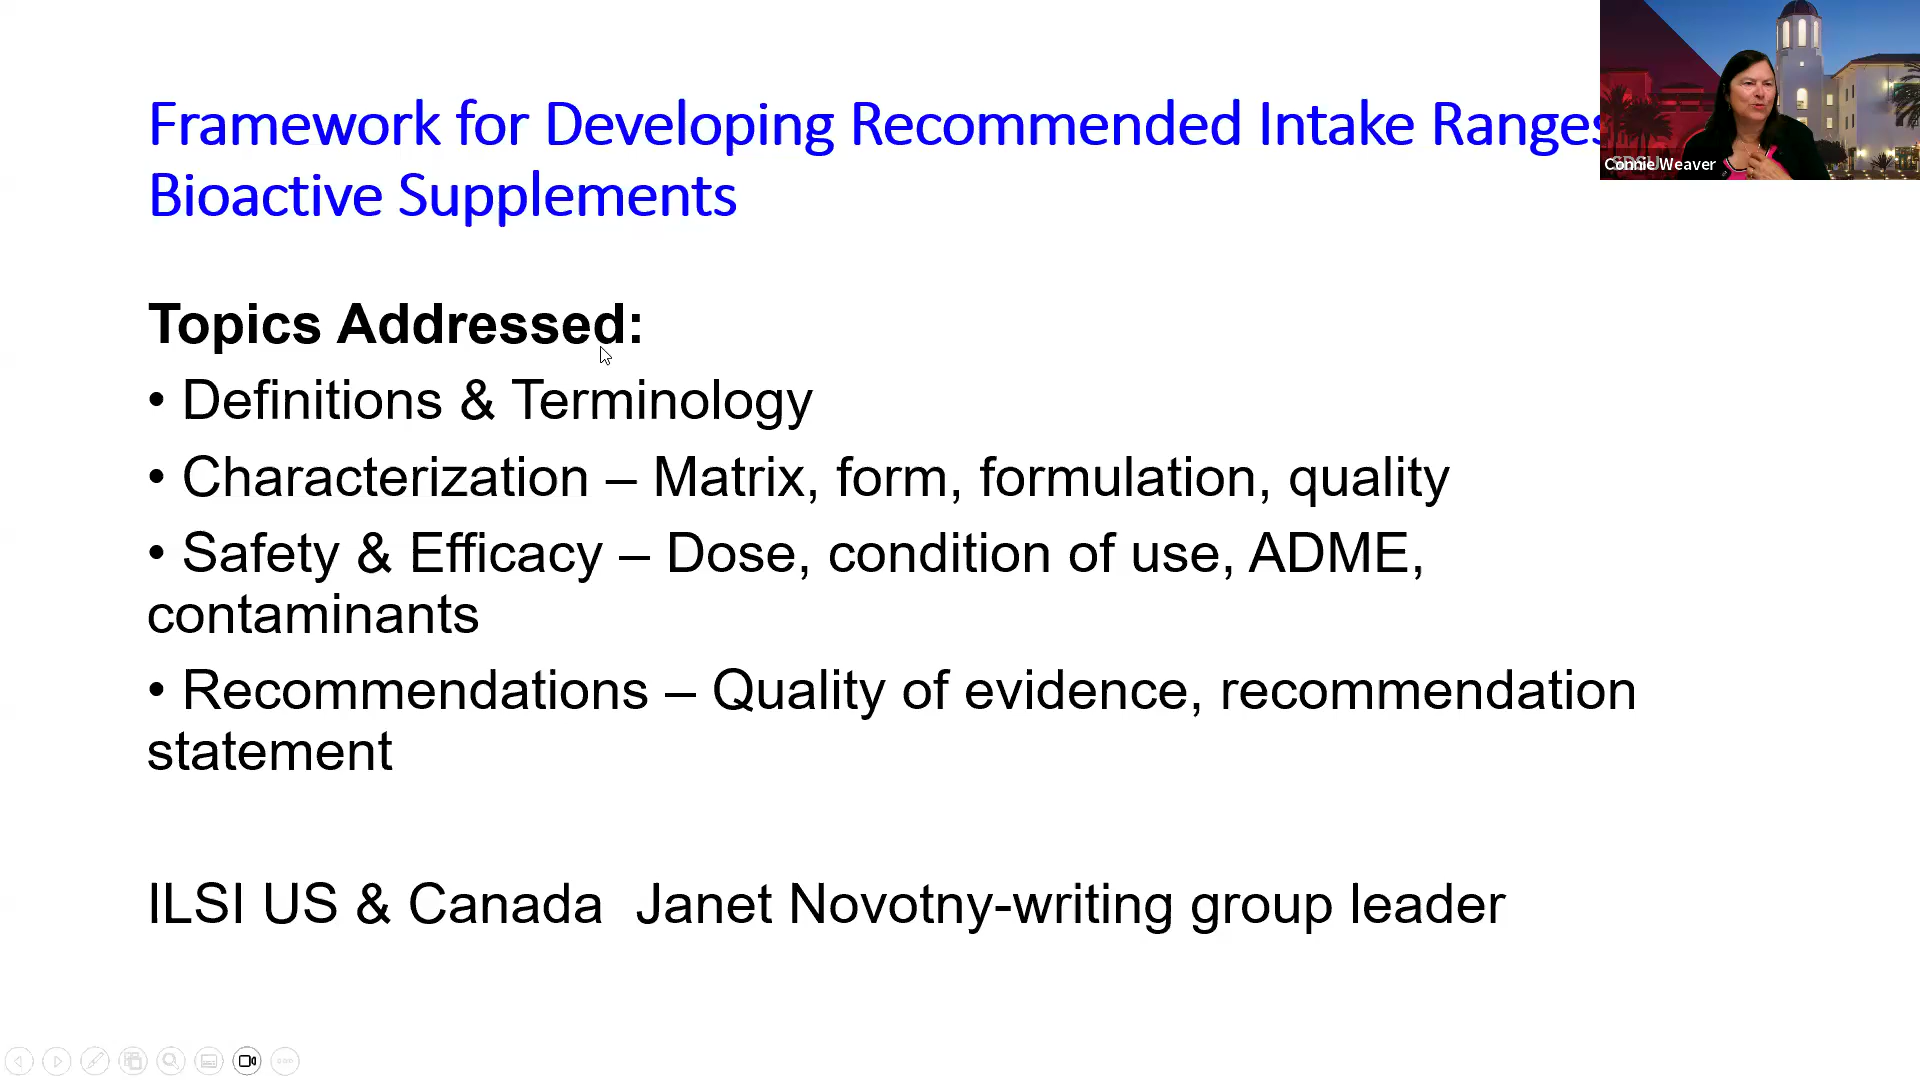 Framework for Developing Recommended Intake Ranges
Bioactive Supplements
Connie Weaver
Topics Addressed:
• Definitions & Terminology
• Characterization – Matrix, form, formulation, quality
• Safety & Efficacy – Dose, condition of use, ADME,
contaminants
• Recommendations – Quality of evidence, recommendation
statement
ILSI US & Canada  Janet Novotny-writing group leader